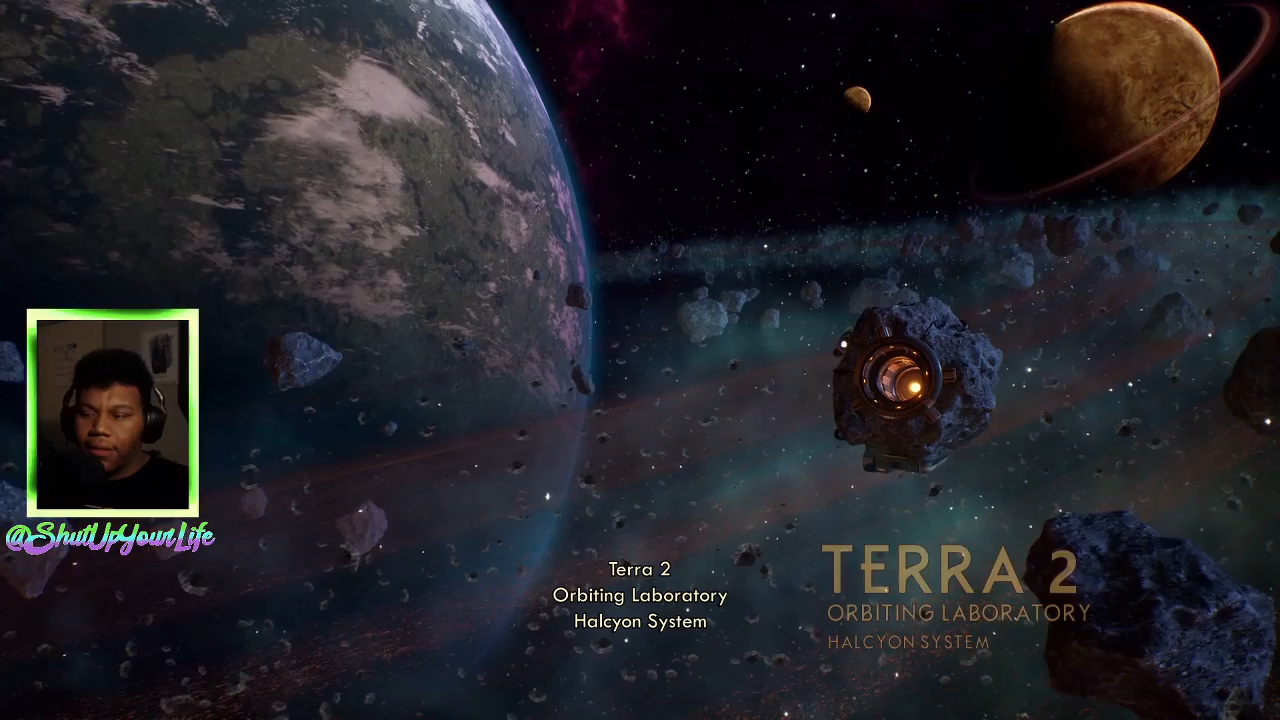 @ShutUpYourLife
Terra 2
Orbiting Laboratory
Halcyon System
TERRA 2
ORBITING LABORATORY
HALCYON SYSTEM